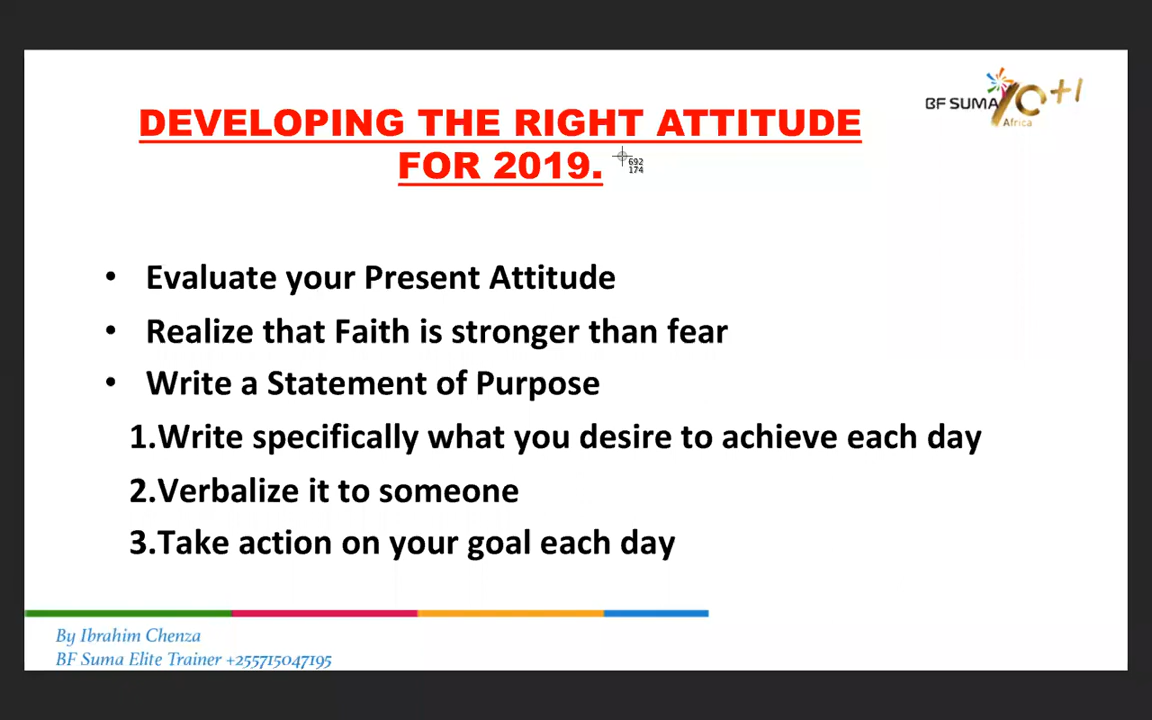 DEVELOPING THE RIGHT ATTITUDE
FOR 2019.
BF SUMA 10+1
Africa
692
174
• Evaluate your Present Attitude
• Realize that Faith is stronger than fear
• Write a Statement of Purpose
1.Write specifically what you desire to achieve each day
2.Verbalize it to someone
3.Take action on your goal each day
By Ibrahim Chenza
BF Suma Elite Trainer +255715047195